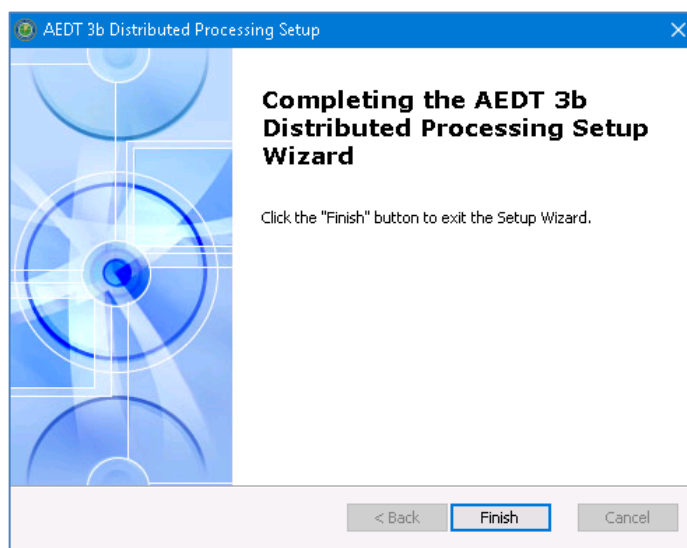 AEDT 3b Distributed Processing Setup
Completing the AEDT 3b
Distributed Processing Setup
Wizard
Click the "Finish" button to exit the Setup Wizard.
< Back Finish Cancel